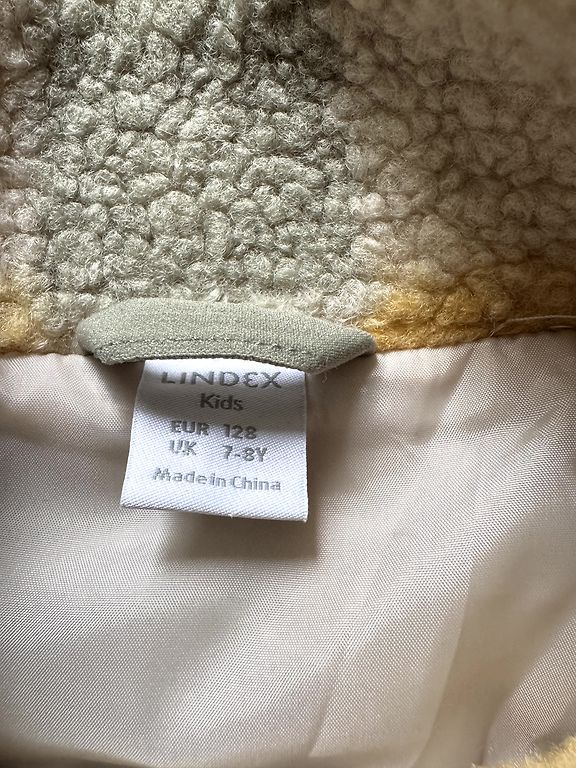 LINDEX
Kids
EUR 128
UK 7-8Y
Made in China